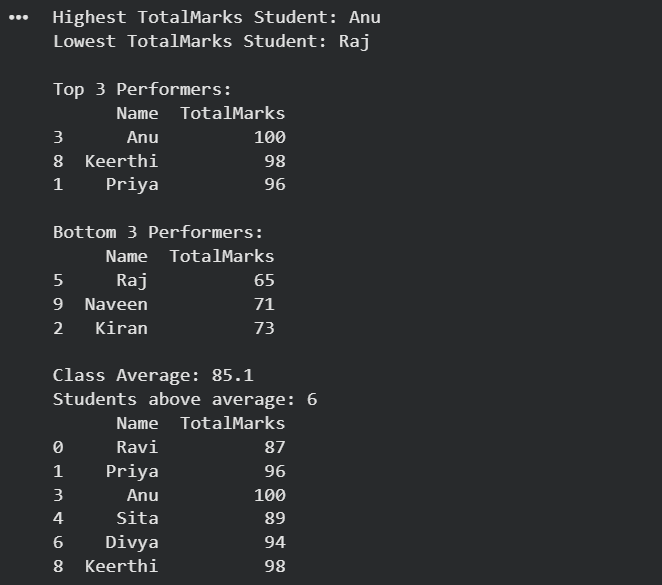 Highest TotalMarks Student: Anu
Lowest TotalMarks Student: Raj
Top 3 Performers:
Name TotalMarks
3 Anu 100
8 Keerthi 98
1 Priya 96
Bottom 3 Performers:
Name TotalMarks
5 Raj 65
9 Naveen 71
2 Kiran 73
Class Average: 85.1
Students above average: 6
Name TotalMarks
0 Ravi 87
1 Priya 96
3 Anu 100
4 Sita 89
6 Divya 94
8 Keerthi 98